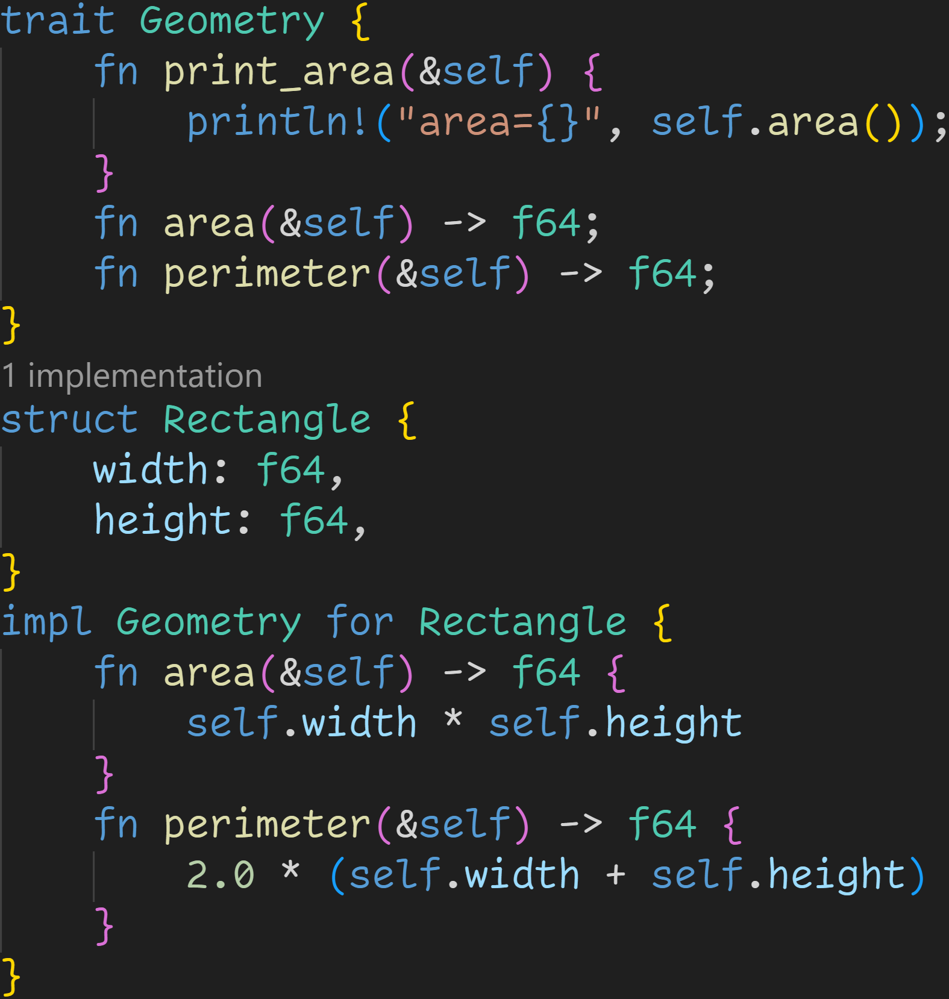 trait Geometry {
    fn print_area(&self) {
        println!("area={}", self.area());
    }
    fn area(&self) -> f64;
    fn perimeter(&self) -> f64;
}
1 implementation
struct Rectangle {
    width: f64,
    height: f64,
}
impl Geometry for Rectangle {
    fn area(&self) -> f64 {
        self.width * self.height
    }
    fn perimeter(&self) -> f64 {
        2.0 * (self.width + self.height)
    }
}